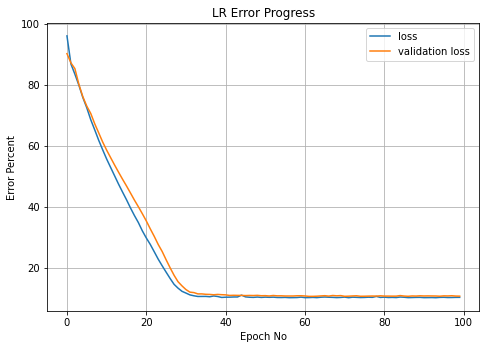 LR Error Progress
loss
validation loss
Error Percent
100
80
60
40
20
0 20 40 60 80 100
Epoch No